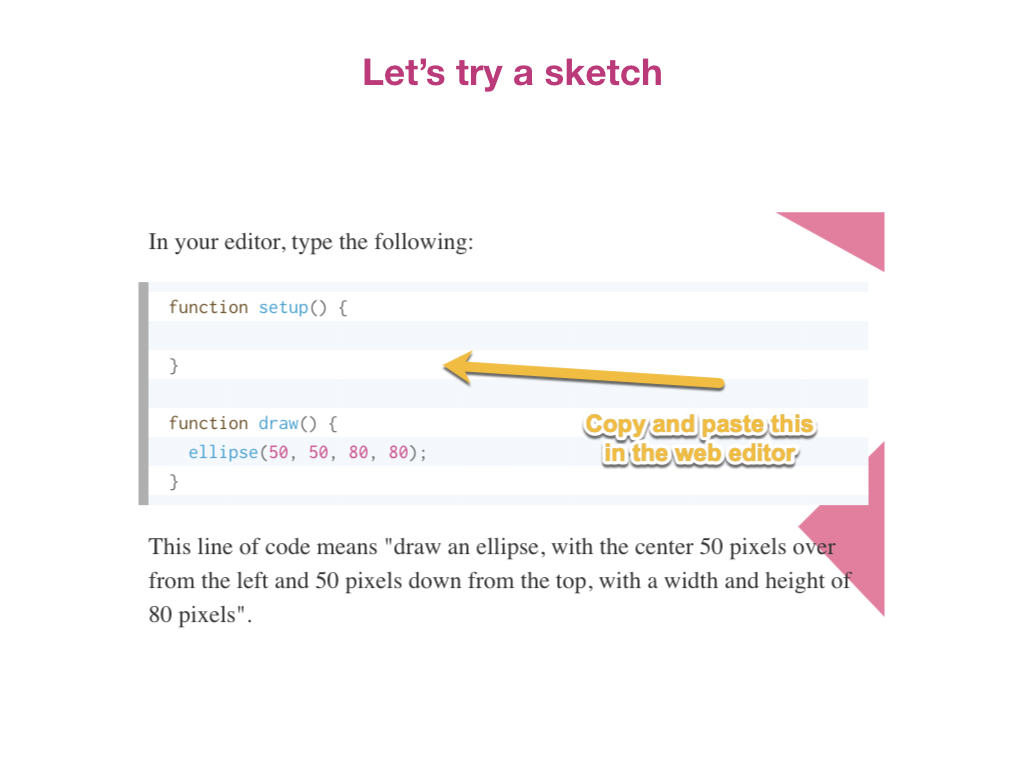 Let’s try a sketch
In your editor, type the following:
function setup() {
}
function draw() {
  ellipse(50, 50, 80, 80);
}
Copy and paste this
in the web editor
This line of code means "draw an ellipse, with the center 50 pixels over
from the left and 50 pixels down from the top, with a width and height of
80 pixels".